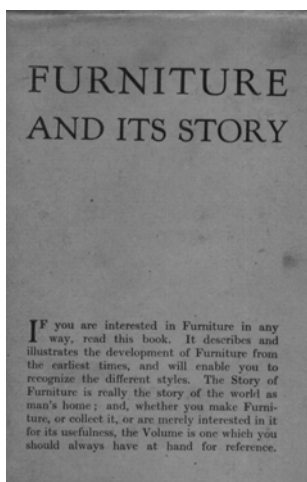 FURNITURE
AND ITS STORY
IF you are interested in Furniture in any
way, read this book. It describes and
illustrates the development of Furniture from
the earliest times, and will enable you to
recognize the different styles. The Story of
Furniture is really the story of the world as
man's home; and, whether you make Furni-
ture, or collect it, or are merely interested in it
for its usefulness, the Volume is one which you
should always have at hand for reference.